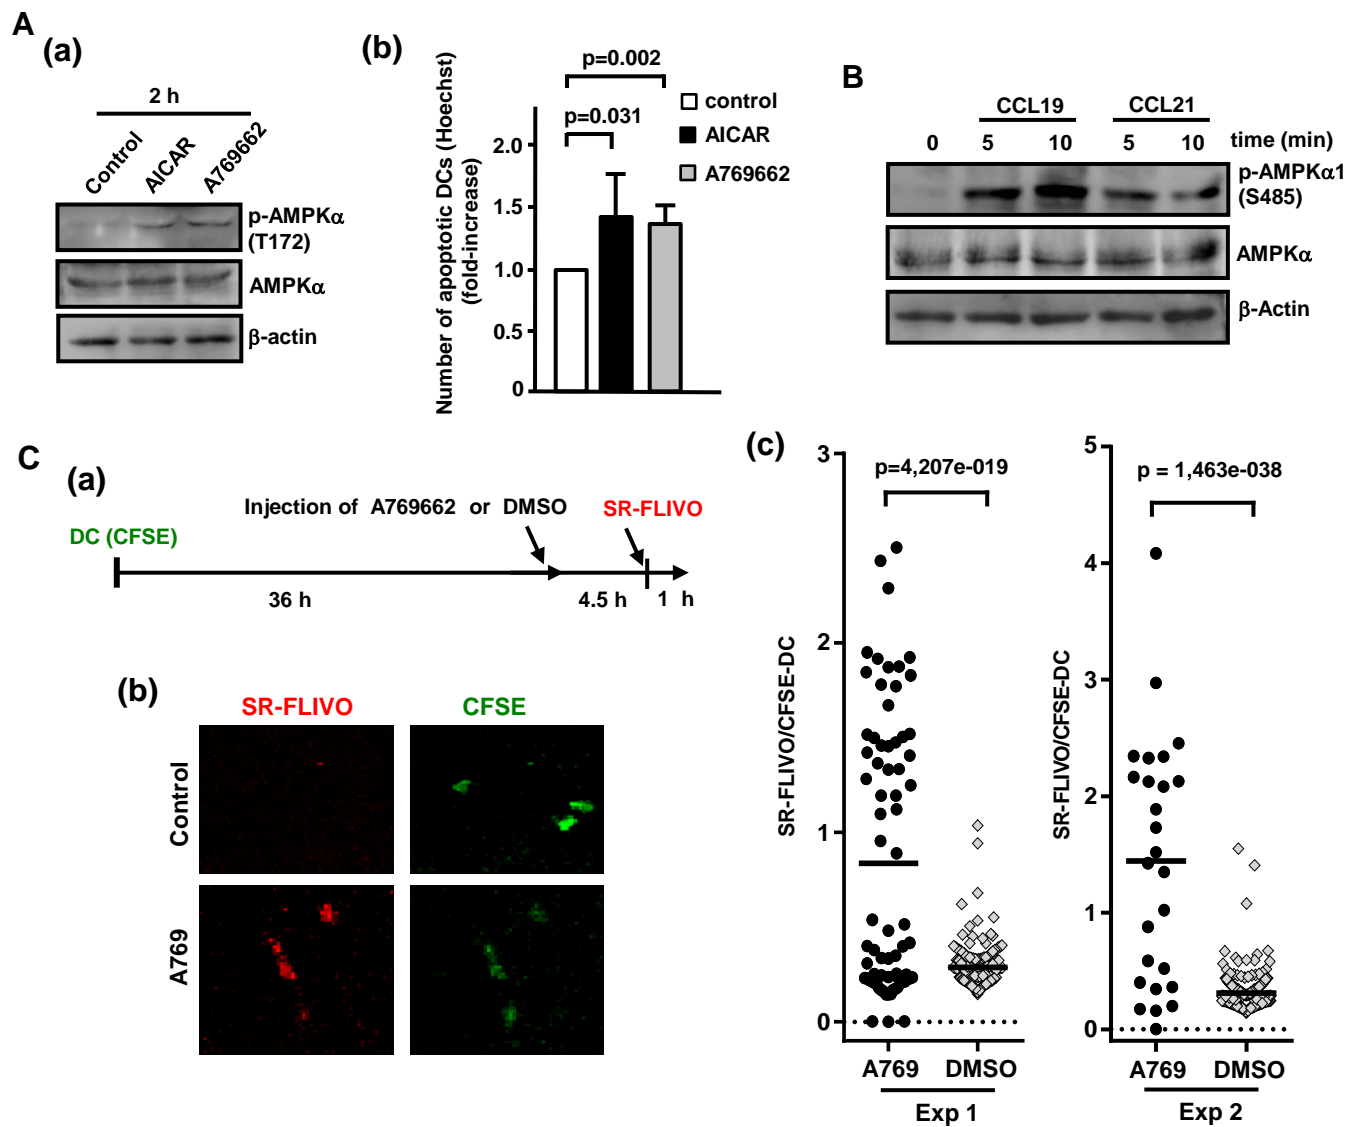 A
(a)
2 h
Control
AICAR
A769662
p-AMPKα
(T172)
AMPKα
β-actin
(b)
p=0.002
p=0.031
control
AICAR
A769662
Number of apoptotic DCs (Hoechst)
(fold-increase)
2.0
1.5
1.0
0.5
0
B
CCL19
CCL21
0
5
10
5
10
time (min)
p-AMPKα1
(S485)
AMPKα
β-Actin
C
(a)
Injection of A769662 or DMSO
SR-FLIVO
DC (CFSE)
36 h
4.5 h
1 h
(b)
SR-FLIVO
CFSE
Control
A769
(c)
p=4,207e-019
SR-FLIVO/CFSE-DC
3
2
1
0
A769
DMSO
Exp 1
p = 1,463e-038
SR-FLIVO/CFSE-DC
5
4
3
2
1
0
A769
DMSO
Exp 2